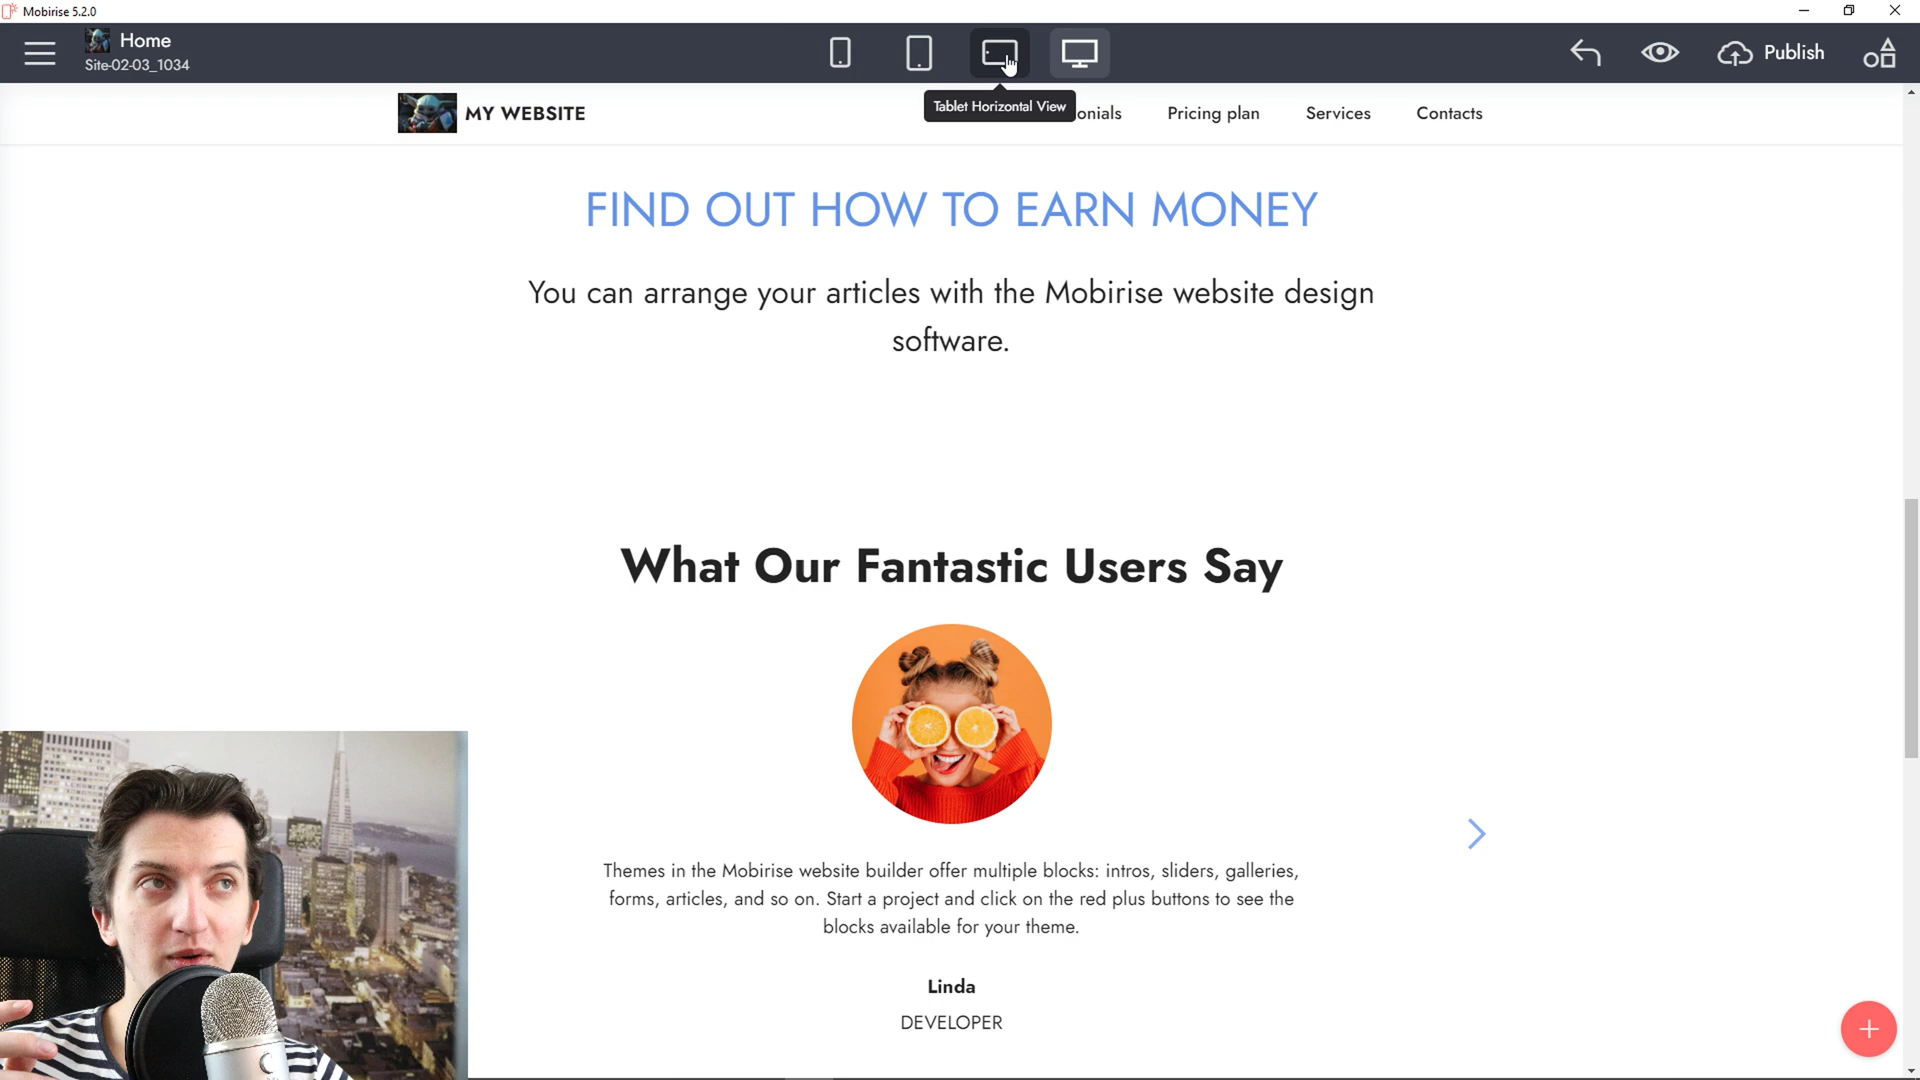 Mobirise 5.2.0
Home
Site-02-03_1034
Publish
Tablet Horizontal View
MY WEBSITE
onials
Pricing plan
Services
Contacts
FIND OUT HOW TO EARN MONEY
You can arrange your articles with the Mobirise website design
software.
What Our Fantastic Users Say
Themes in the Mobirise website builder offer multiple blocks: intros, sliders, galleries,
forms, articles, and so on. Start a project and click on the red plus buttons to see the
blocks available for your theme.
Linda
DEVELOPER